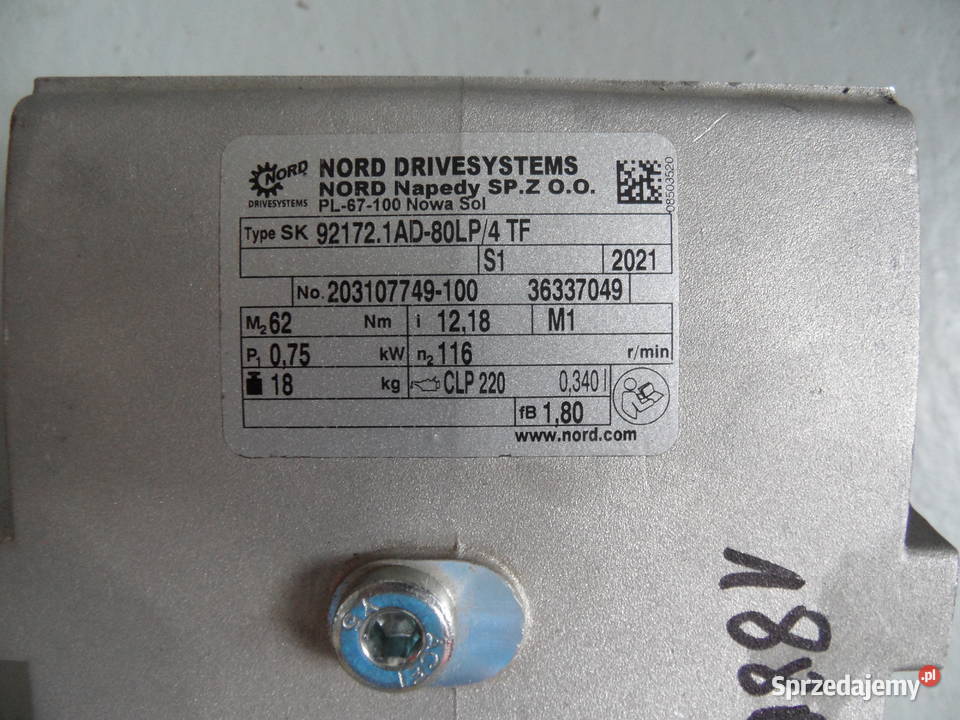 NORD
DRIVESYSTEMS
NORD DRIVESYSTEMS
NORD Napedy SP.Z O.O.
PL-67-100 Nowa Sol
08503520
Type SK 92172.1AD-80LP/4 TF
S1 2021
No. 203107749-100 36337049
M2 62 Nm i 12,18 M1
P1 0,75 kW n2 116 r/min
18 kg CLP 220 0,340 l
fB 1,80
www.nord.com
88V
Sprzedajemy.pl